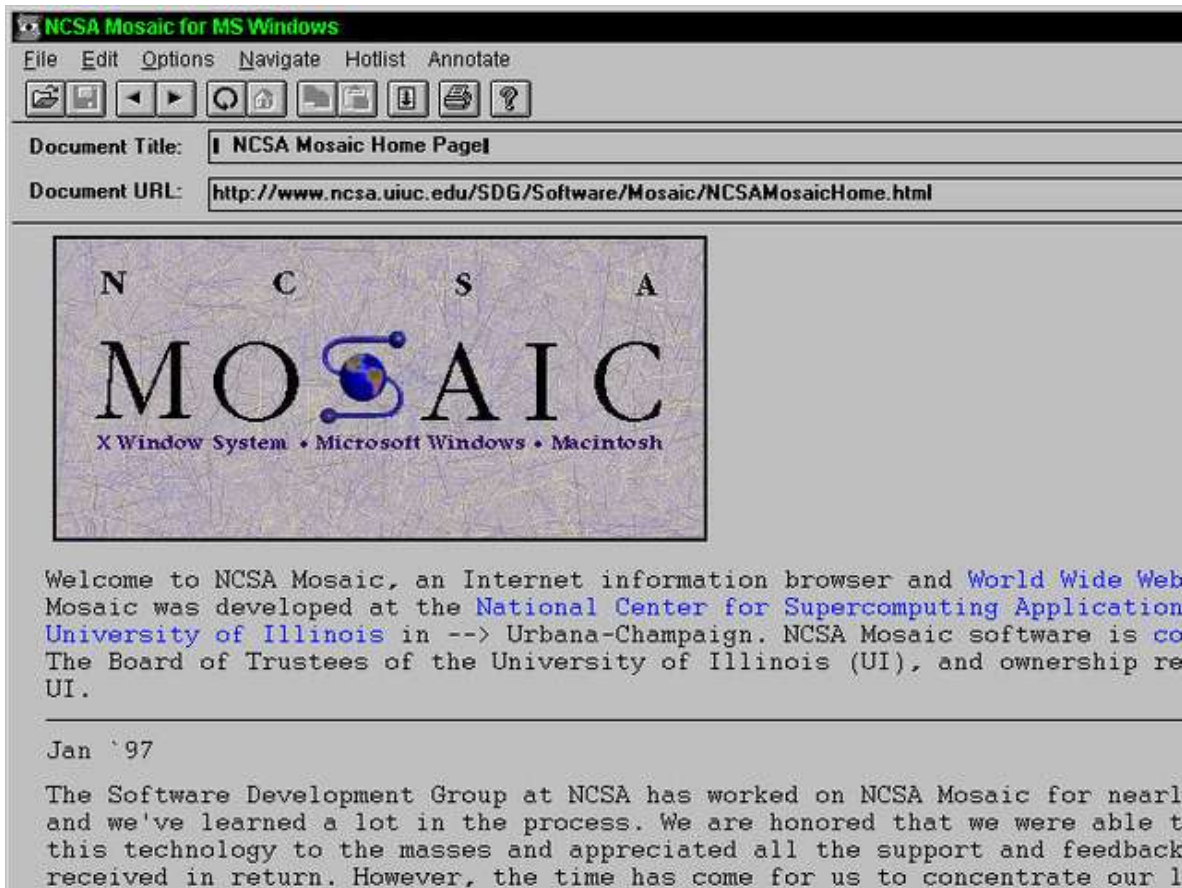 NCSA Mosaic for MS Windows
File Edit Options Navigate Hotlist Annotate
Document Title: NCSA Mosaic Home Page
Document URL: http://www.ncsa.uiuc.edu/SDG/Software/Mosaic/NCSAMosaicHome.html
N C S A
MOSAIC
X Window System • Microsoft Windows • Macintosh
Welcome to NCSA Mosaic, an Internet information browser and World Wide Web
Mosaic was developed at the National Center for Supercomputing Application
University of Illinois in --> Urbana-Champaign. NCSA Mosaic software is co
The Board of Trustees of the University of Illinois (UI), and ownership re
UI.
Jan `97
The Software Development Group at NCSA has worked on NCSA Mosaic for nearl
and we've learned a lot in the process. We are honored that we were able t
this technology to the masses and appreciated all the support and feedback
received in return. However, the time has come for us to concentrate our l